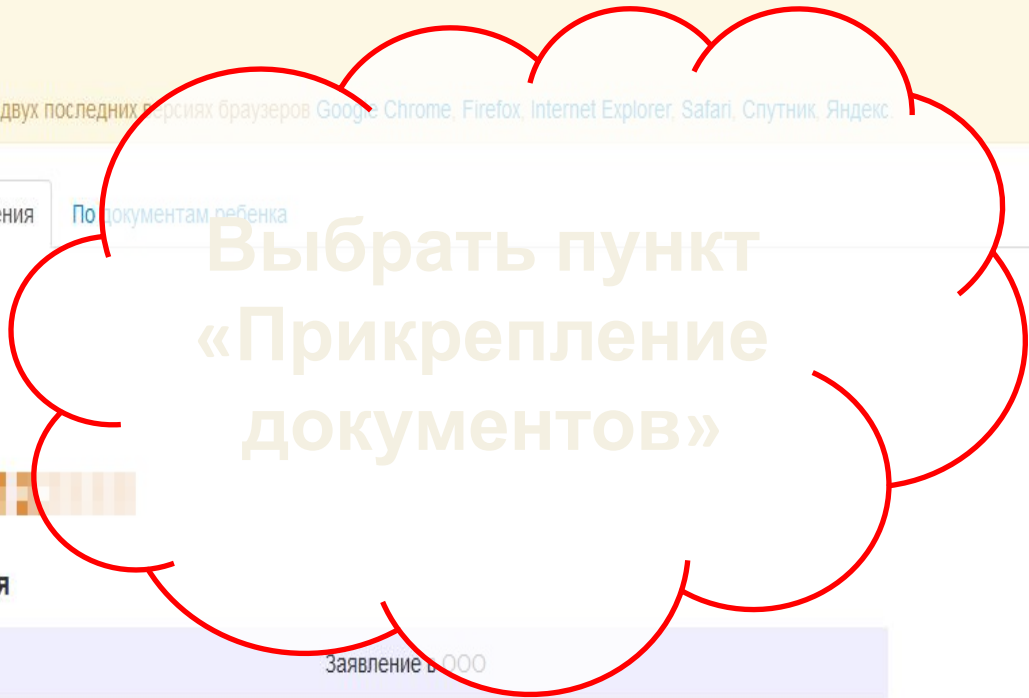 двух последних версиях браузеров Google Chrome, Firefox, Internet Explorer, Safari, Спутник, Яндекс.
ения По документам ребенка
Выбрать пункт
«Прикрепление
документов»
я
Заявление в ООО